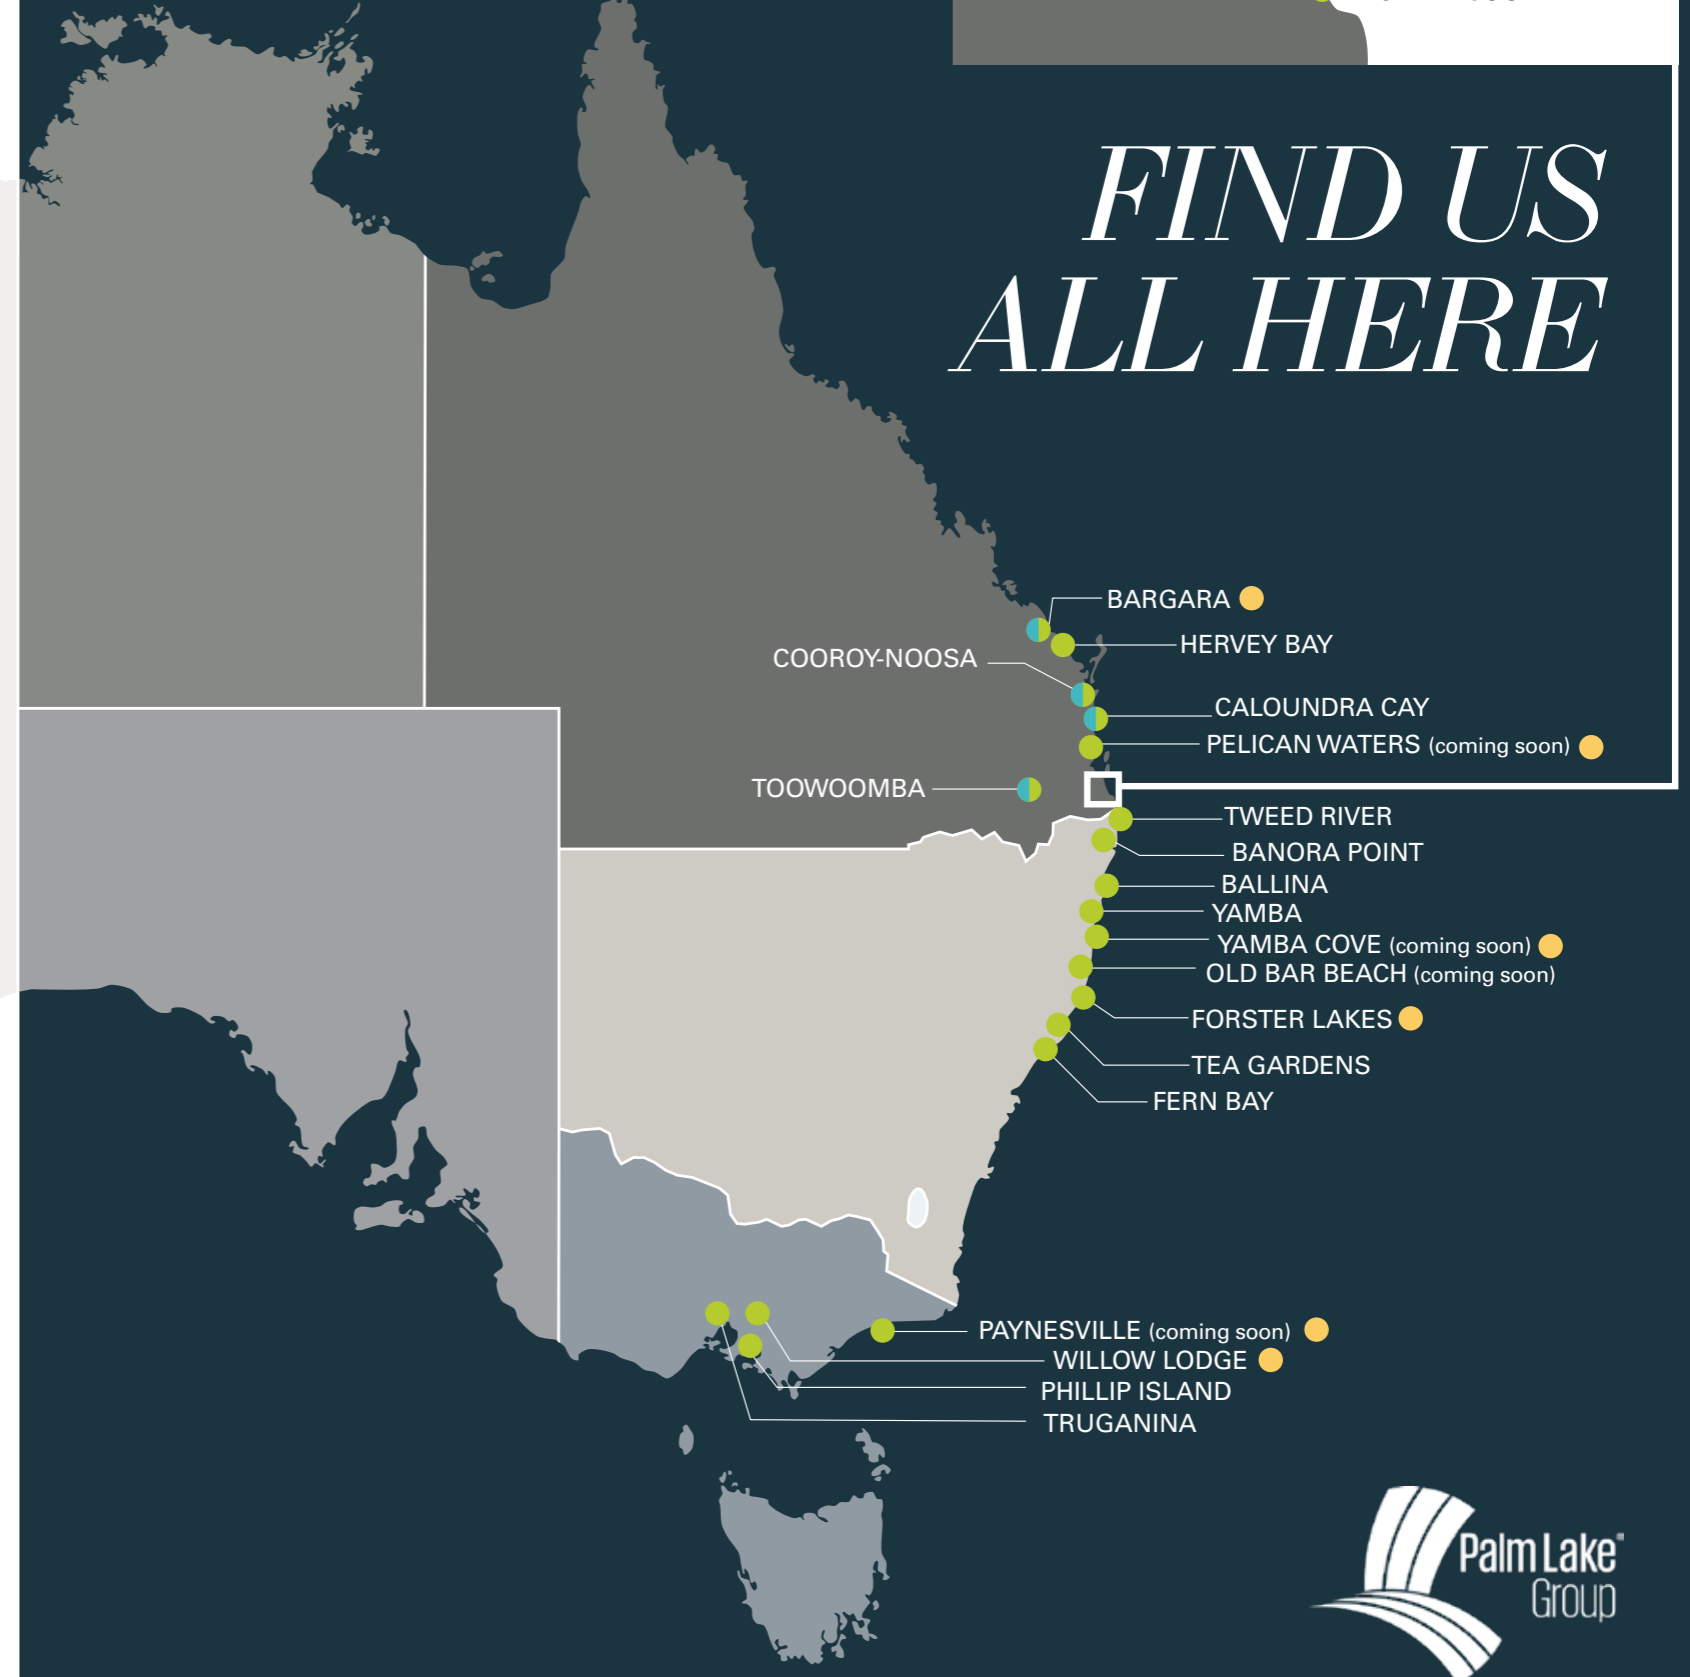 FIND US
ALL HERE
BARGARA
HERVEY BAY
COOROY-NOOSA
CALOUNDRA CAY
PELICAN WATERS (coming soon)
TOOWOOMBA
TWEED RIVER
BANORA POINT
BALLINA
YAMBA
YAMBA COVE (coming soon)
OLD BAR BEACH (coming soon)
FORSTER LAKES
TEA GARDENS
FERN BAY
PAYNESVILLE (coming soon)
WILLOW LODGE
PHILLIP ISLAND
TRUGANINA
Palm Lake
Group